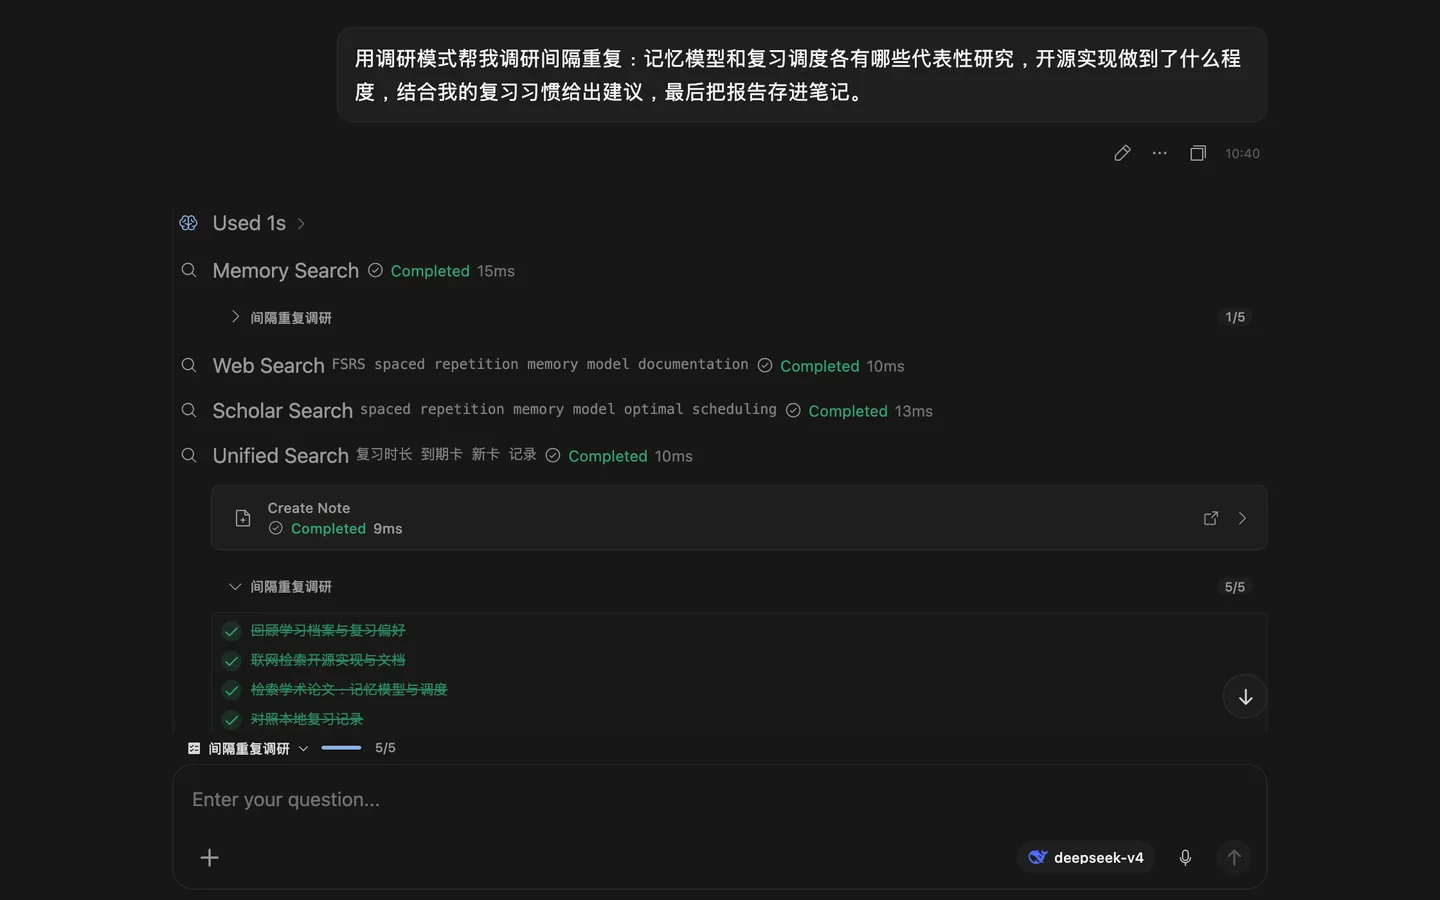 用调研模式帮我调研间隔重复：记忆模型和复习调度各有哪些代表性研究，开源实现做到了什么程
度，结合我的复习习惯给出建议，最后把报告存进笔记。
10:40
Used 1s
Memory Search Completed 15ms
间隔重复调研 1/5
Web Search FSRS spaced repetition memory model documentation Completed 10ms
Scholar Search spaced repetition memory model optimal scheduling Completed 13ms
Unified Search 复习时长 到期卡 新卡 记录 Completed 10ms
Create Note
Completed 9ms
间隔重复调研 5/5
回顾学习档案与复习偏好
联网检索开源实现与文档
检索学术论文：记忆模型与调度
对照本地复习记录
间隔重复调研 5/5
Enter your question...
deepseek-v4